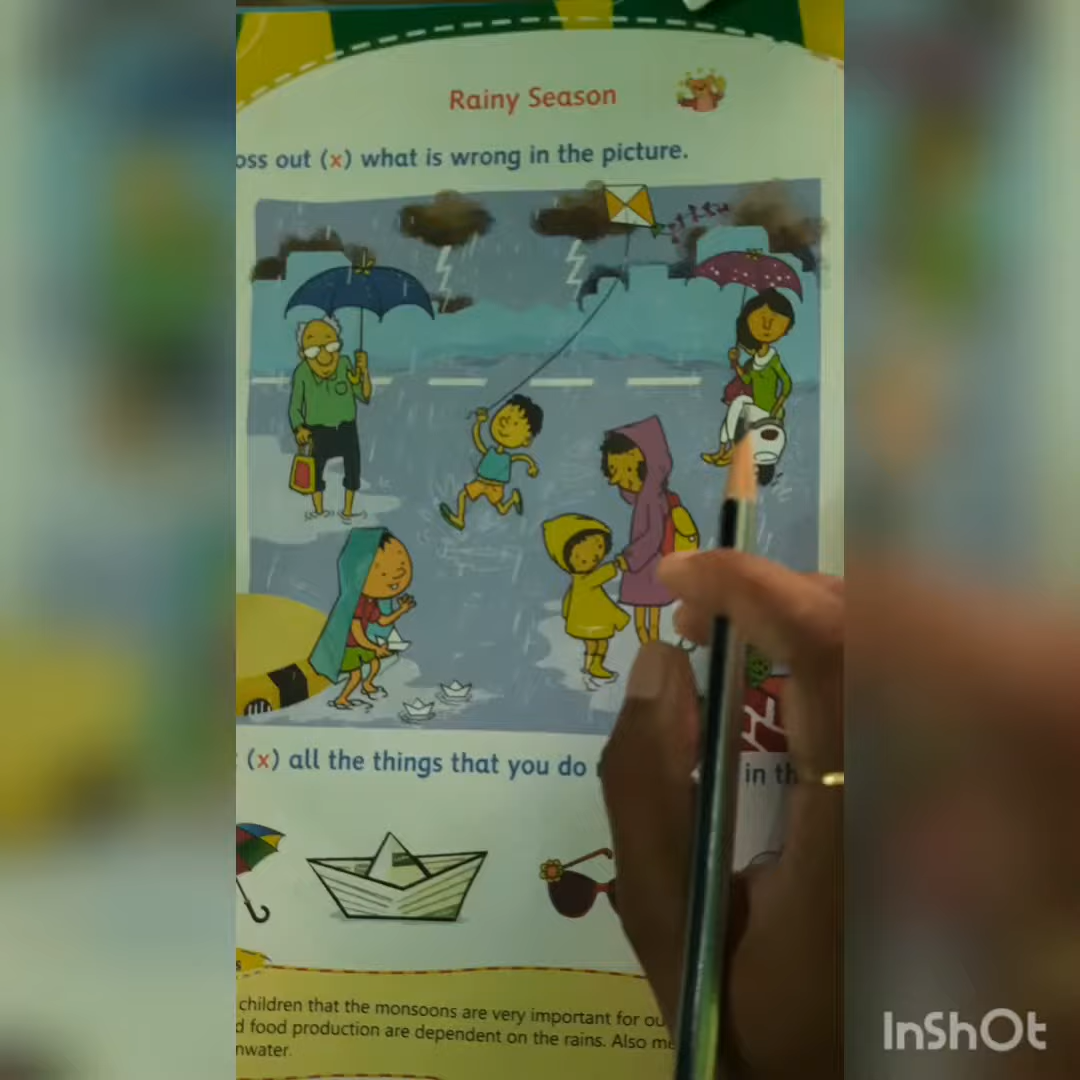 Rainy Season
oss out (x) what is wrong in the picture.
(x) all the things that you do in th
s
children that the monsoons are very important for ou
d food production are dependent on the rains. Also me
nwater.
InShOt